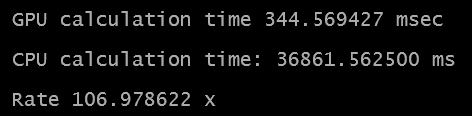 GPU calculation time 344.569427 msec
CPU calculation time: 36861.562500 ms
Rate 106.978622 x